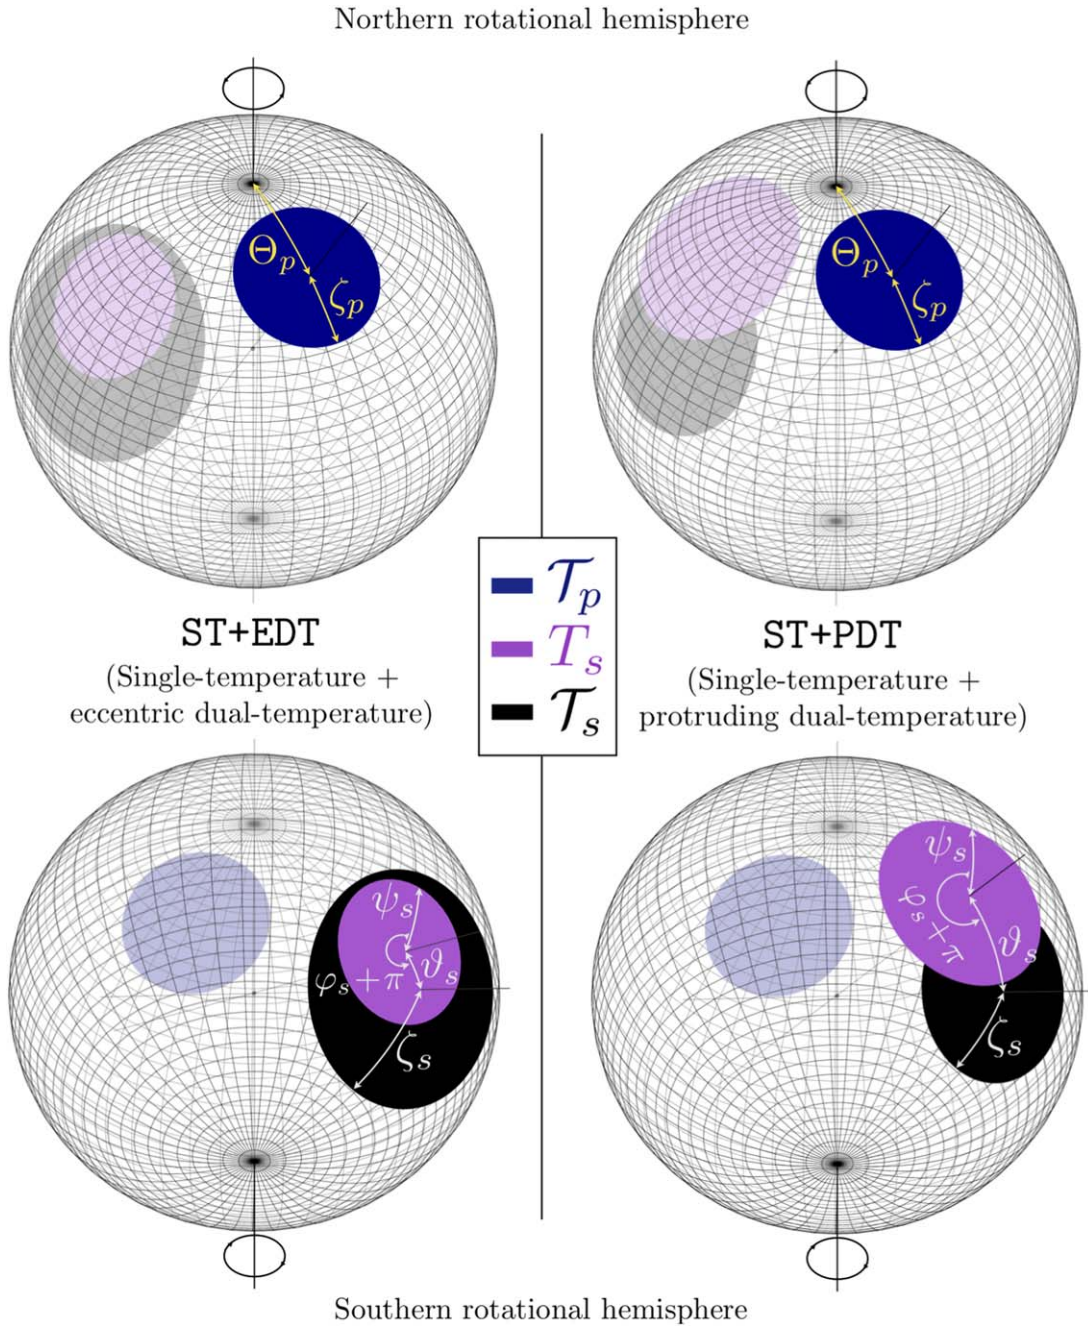 Northern rotational hemisphere
Θₚ
ζₚ
Θₚ
ζₚ
𝒯ₚ
Tₛ
𝒯ₛ
ST+EDT
(Single-temperature +
eccentric dual-temperature)
ST+PDT
(Single-temperature +
protruding dual-temperature)
ψₛ
φₛ+π
ϑₛ
ζₛ
ψₛ
φₛ+π
ϑₛ
ζₛ
Southern rotational hemisphere